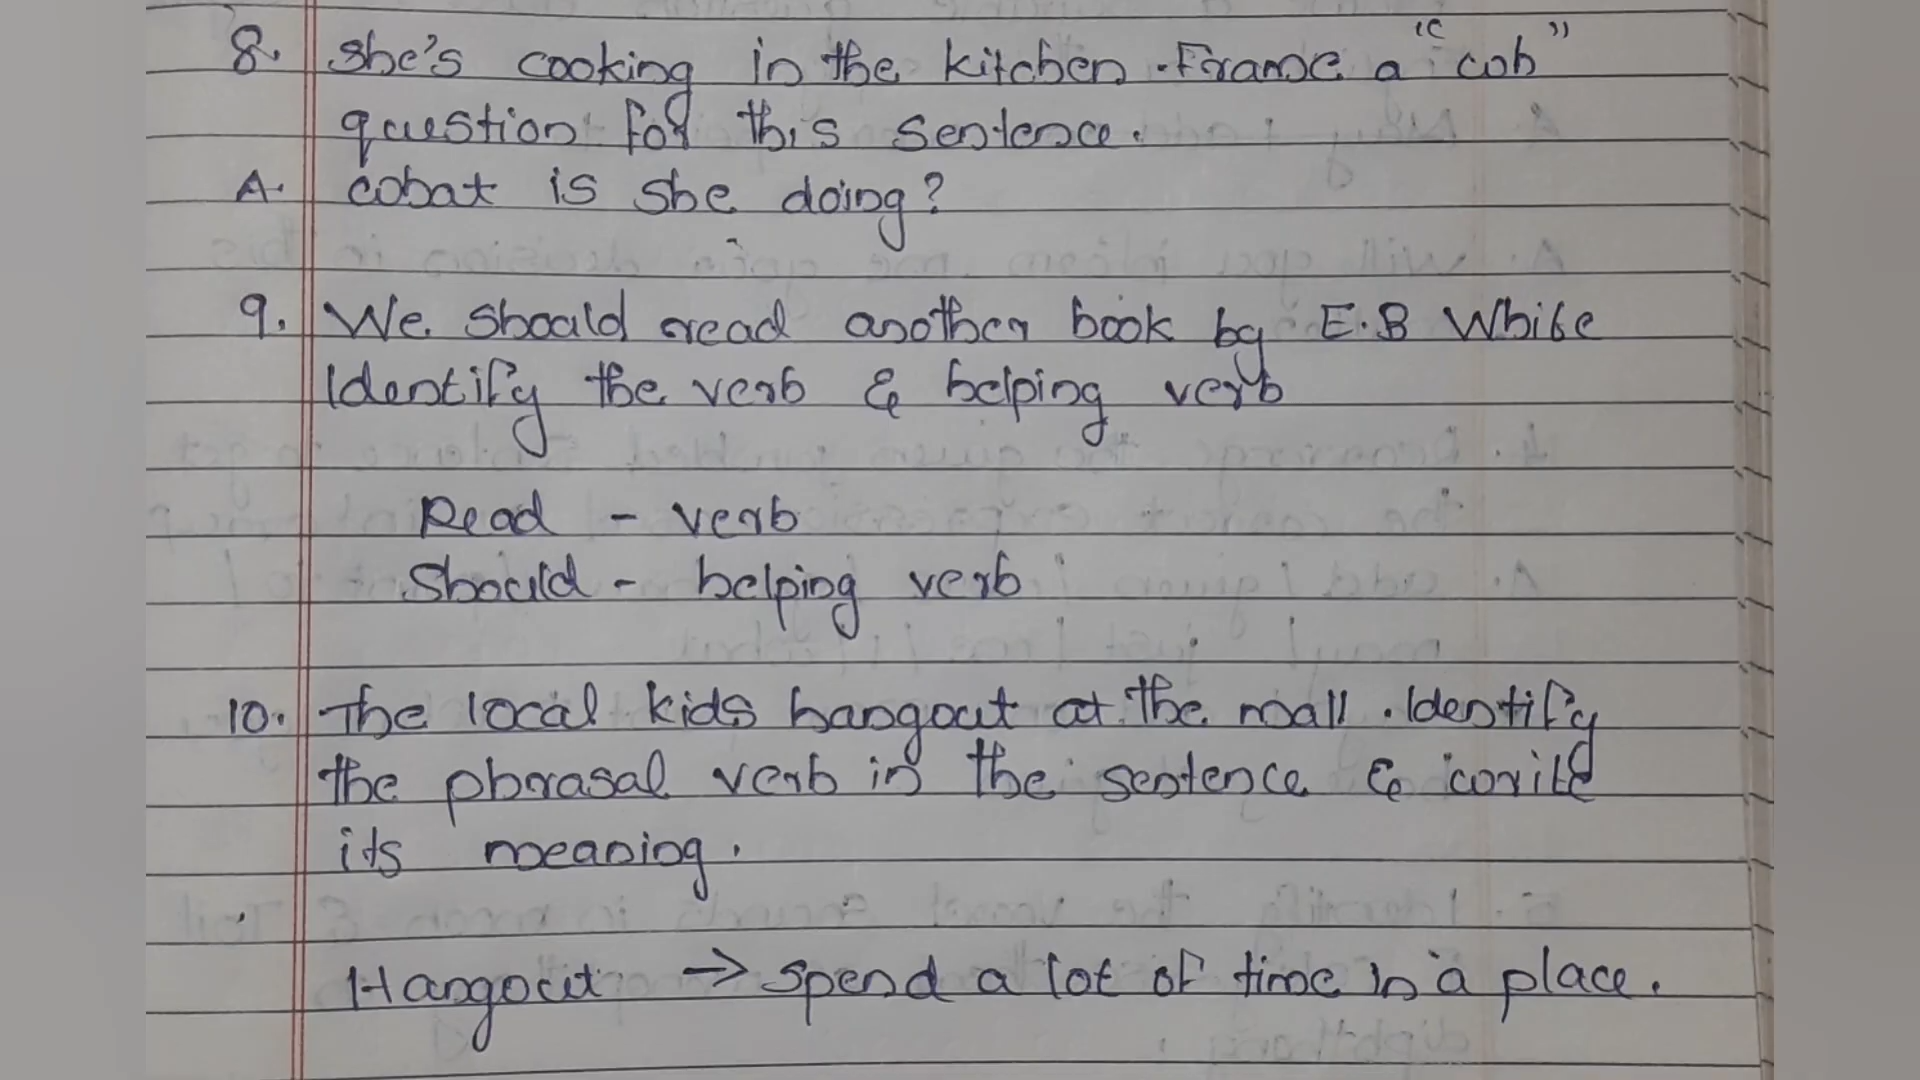 8. She's cooking in the kitchen. Frame a "wh"
question for this sentence.
A. What is she doing?
9. We should read another book by E.B White
Identify the verb & helping verb
Read - verb
Should - helping verb
10. The local kids hangout at the mall. Identify
the phrasal verb in the sentence & write
its meaning.
Hangout → spend a lot of time in a place.